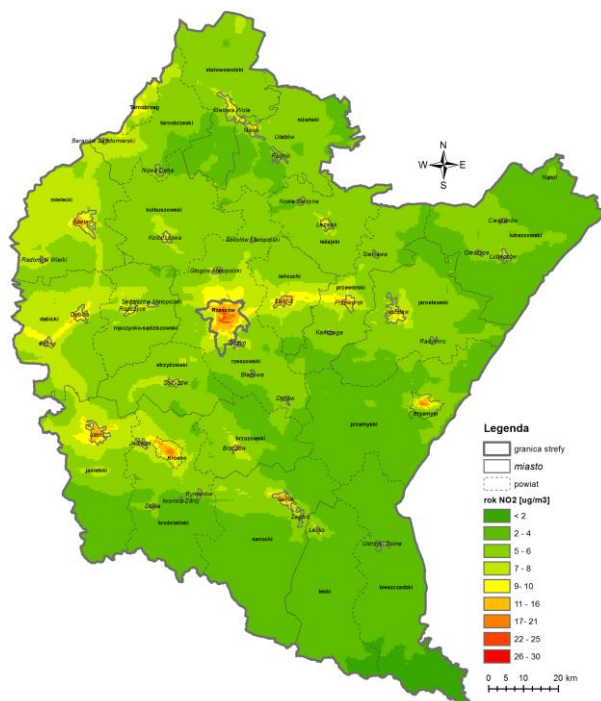 stalowowolski
Tarnobrzeg
Stalowa Wola
niżański
tarnobrzeski
Nisko
Ulanów
Baranów Sandomierski
Rudnik
N
W E
S
Nowa Dęba
Narol
mielecki
kolbuszowski
Nowa Sarzyna
Cieszanów
Mielec
Leżajsk
lubaczowski
Kolbuszowa
Sokołów Małopolski
leżajski
Oleszyce
Lubaczów
Radomyśl Wielki
Sieniawa
Głogów Małopolski
łańcucki
przeworski
Sędziszów Małopolski
Łańcut
Przeworsk
jarosławski
dębicki
Dębica
Ropczyce
Rzeszów
Jarosław
ropczycko-sędziszowski
Kańczuga
Radymno
Tyczyn
rzeszowski
strzyżowski
Błażowa
Strzyżów
Dynów
Przemyśl
przemyski
Jasło
brzozowski
Jedlicze
Krosno
Brzozów
jasielski
Rymanów
Iwonicz-Zdrój
Sanok
Dukla
Zagórz
krośnieński
Lesko
sanocki
Ustrzyki Dolne
leski
bieszczadzki
Legenda
granica strefy
miasto
powiat
rok NO2 [ug/m3]
< 2
2 - 4
5 - 6
7 - 8
9- 10
11 - 16
17 - 21
22 - 25
26 - 30
0 5 10 20 km